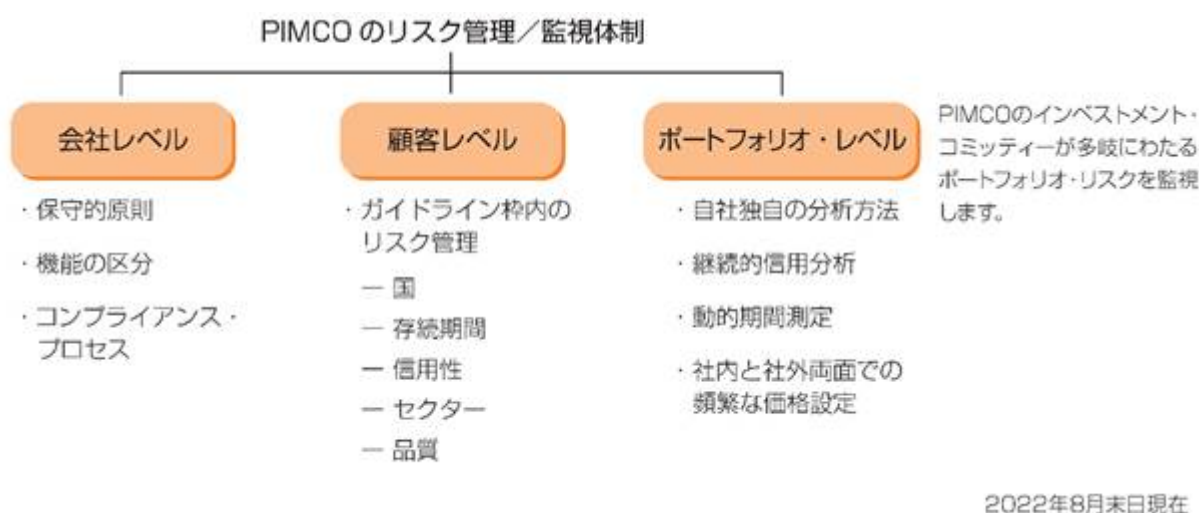 PIMCO のリスク管理／監視体制
会社レベル
・保守的原則
・機能の区分
・コンプライアンス・
プロセス
顧客レベル
・ガイドライン枠内の
リスク管理
― 国
― 存続期間
― 信用性
― セクター
― 品質
ポートフォリオ・レベル
・自社独自の分析方法
・継続的信用分析
・動的期間測定
・社内と社外両面での
頻繁な価格設定
PIMCOのインベストメント・
コミッティーが多岐にわたる
ポートフォリオ・リスクを監視
します。
2022年8月末日現在